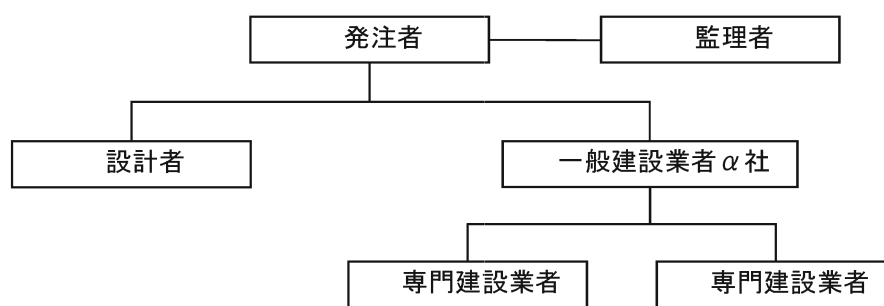 発注者
監理者
設計者
一般建設業者α社
専門建設業者
専門建設業者